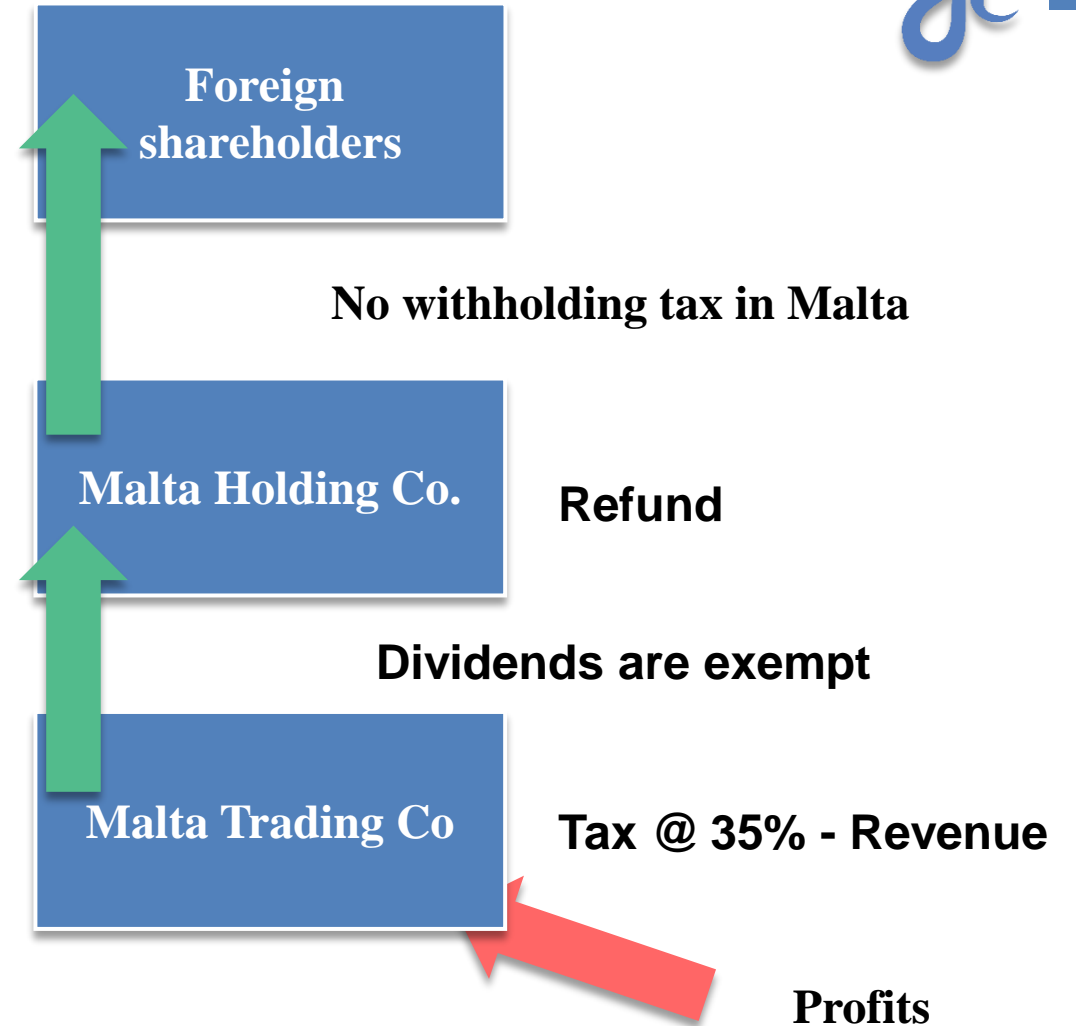 Foreign
shareholders
No withholding tax in Malta
Malta Holding Co.
Refund
Dividends are exempt
Malta Trading Co
Tax @ 35% - Revenue
Profits